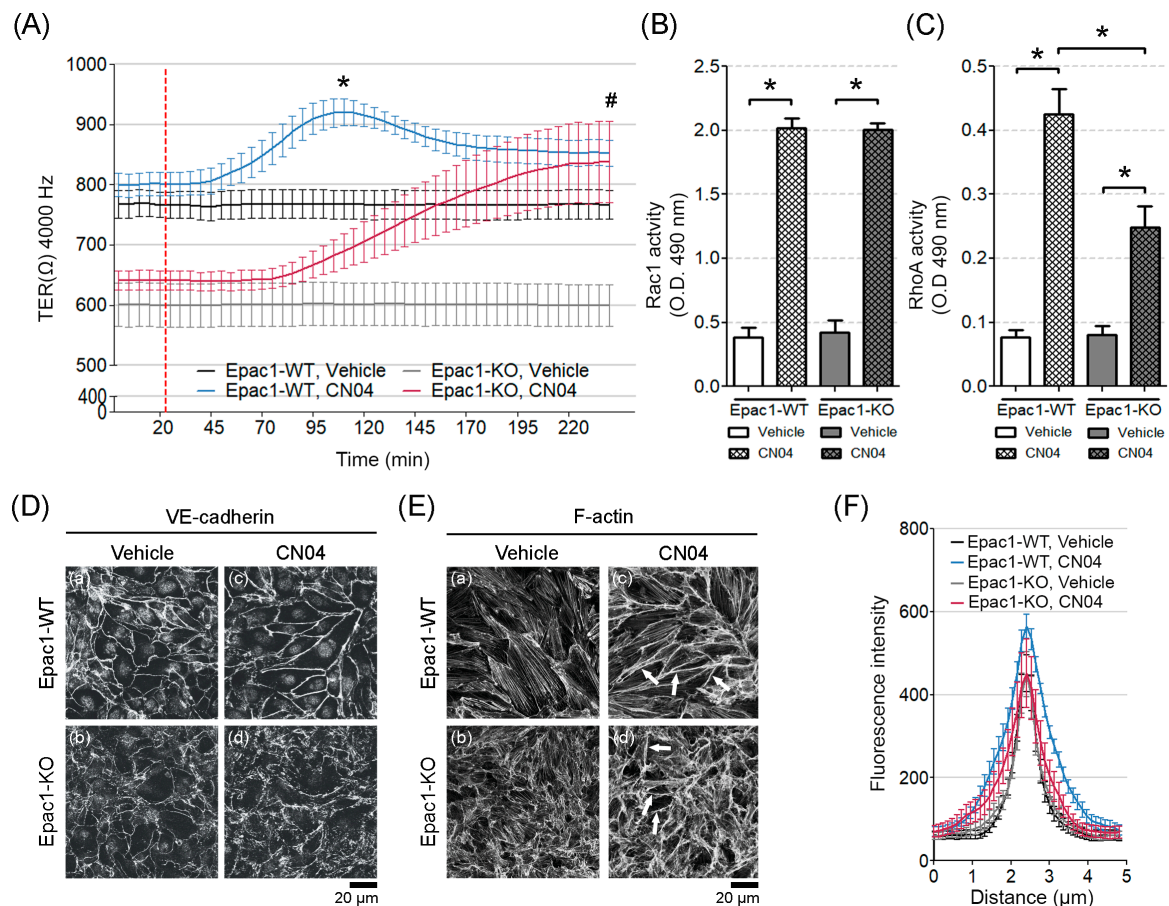 (A)
1000
900
800
700
600
500
400
0
TER(Ω) 4000 Hz
*
#
Epac1-WT, Vehicle
Epac1-WT, CN04
Epac1-KO, Vehicle
Epac1-KO, CN04
20 45 70 95 120 145 170 195 220
Time (min)
(B)
2.5
2.0
1.5
1.0
0.5
0.0
Rac1 actvity
(O.D. 490 nm)
* *
Epac1-WT Epac1-KO
Vehicle Vehicle
CN04 CN04
(C)
0.5
0.4
0.3
0.2
0.1
0.0
RhoA actvity
(O.D 490 nm)
* *
*
Epac1-WT Epac1-KO
Vehicle Vehicle
CN04 CN04
(D)
VE-cadherin
Vehicle CN04
Epac1-WT
(a) (c)
Epac1-KO
(b) (d)
20 µm
(E)
F-actin
Vehicle CN04
Epac1-WT
(a) (c)
Epac1-KO
(b) (d)
20 µm
(F)
800
600
400
200
0
Fluorescence intensity
Epac1-WT, Vehicle
Epac1-WT, CN04
Epac1-KO, Vehicle
Epac1-KO, CN04
0 1 2 3 4 5
Distance (µm)